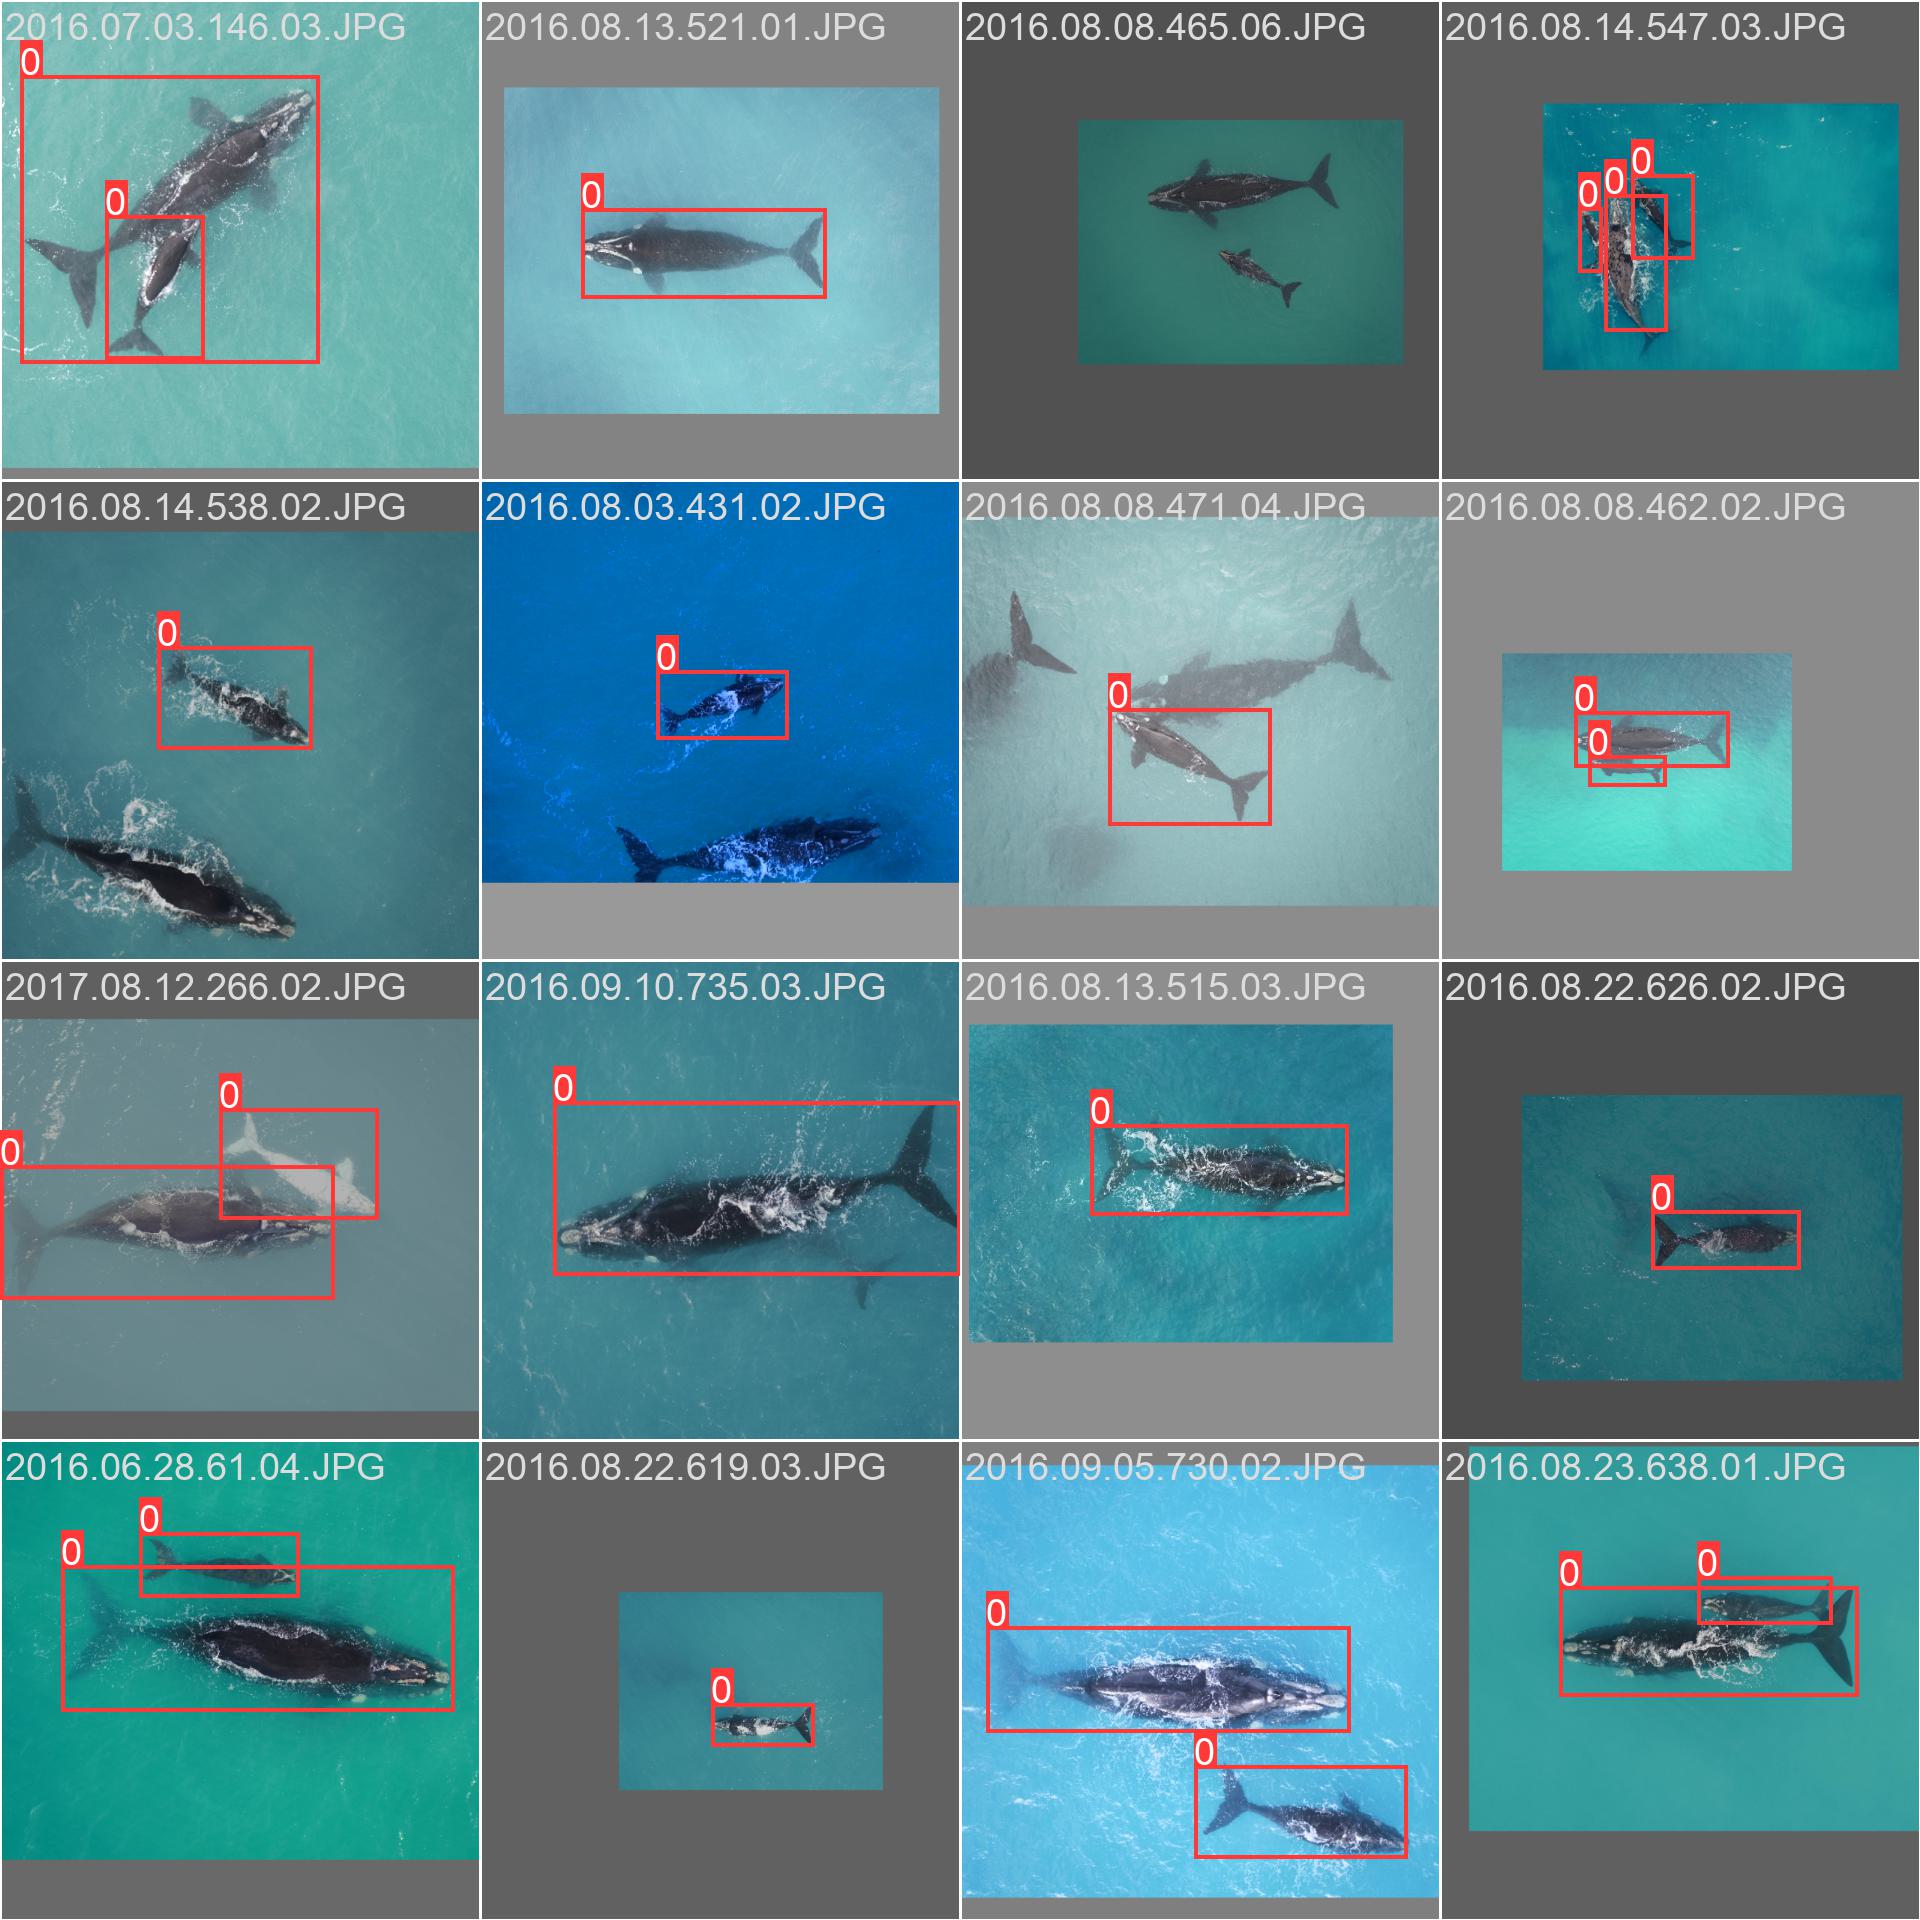 2016.07.03.146.03.JPG
0
0
2016.08.13.521.01.JPG
0
2016.08.08.465.06.JPG
2016.08.14.547.03.JPG
0
0
0
2016.08.14.538.02.JPG
0
2016.08.03.431.02.JPG
0
2016.08.08.471.04.JPG
0
2016.08.08.462.02.JPG
0
0
2017.08.12.266.02.JPG
0
0
2016.09.10.735.03.JPG
0
2016.08.13.515.03.JPG
0
2016.08.22.626.02.JPG
0
2016.06.28.61.04.JPG
0
0
2016.08.22.619.03.JPG
0
2016.09.05.730.02.JPG
0
0
2016.08.23.638.01.JPG
0
0